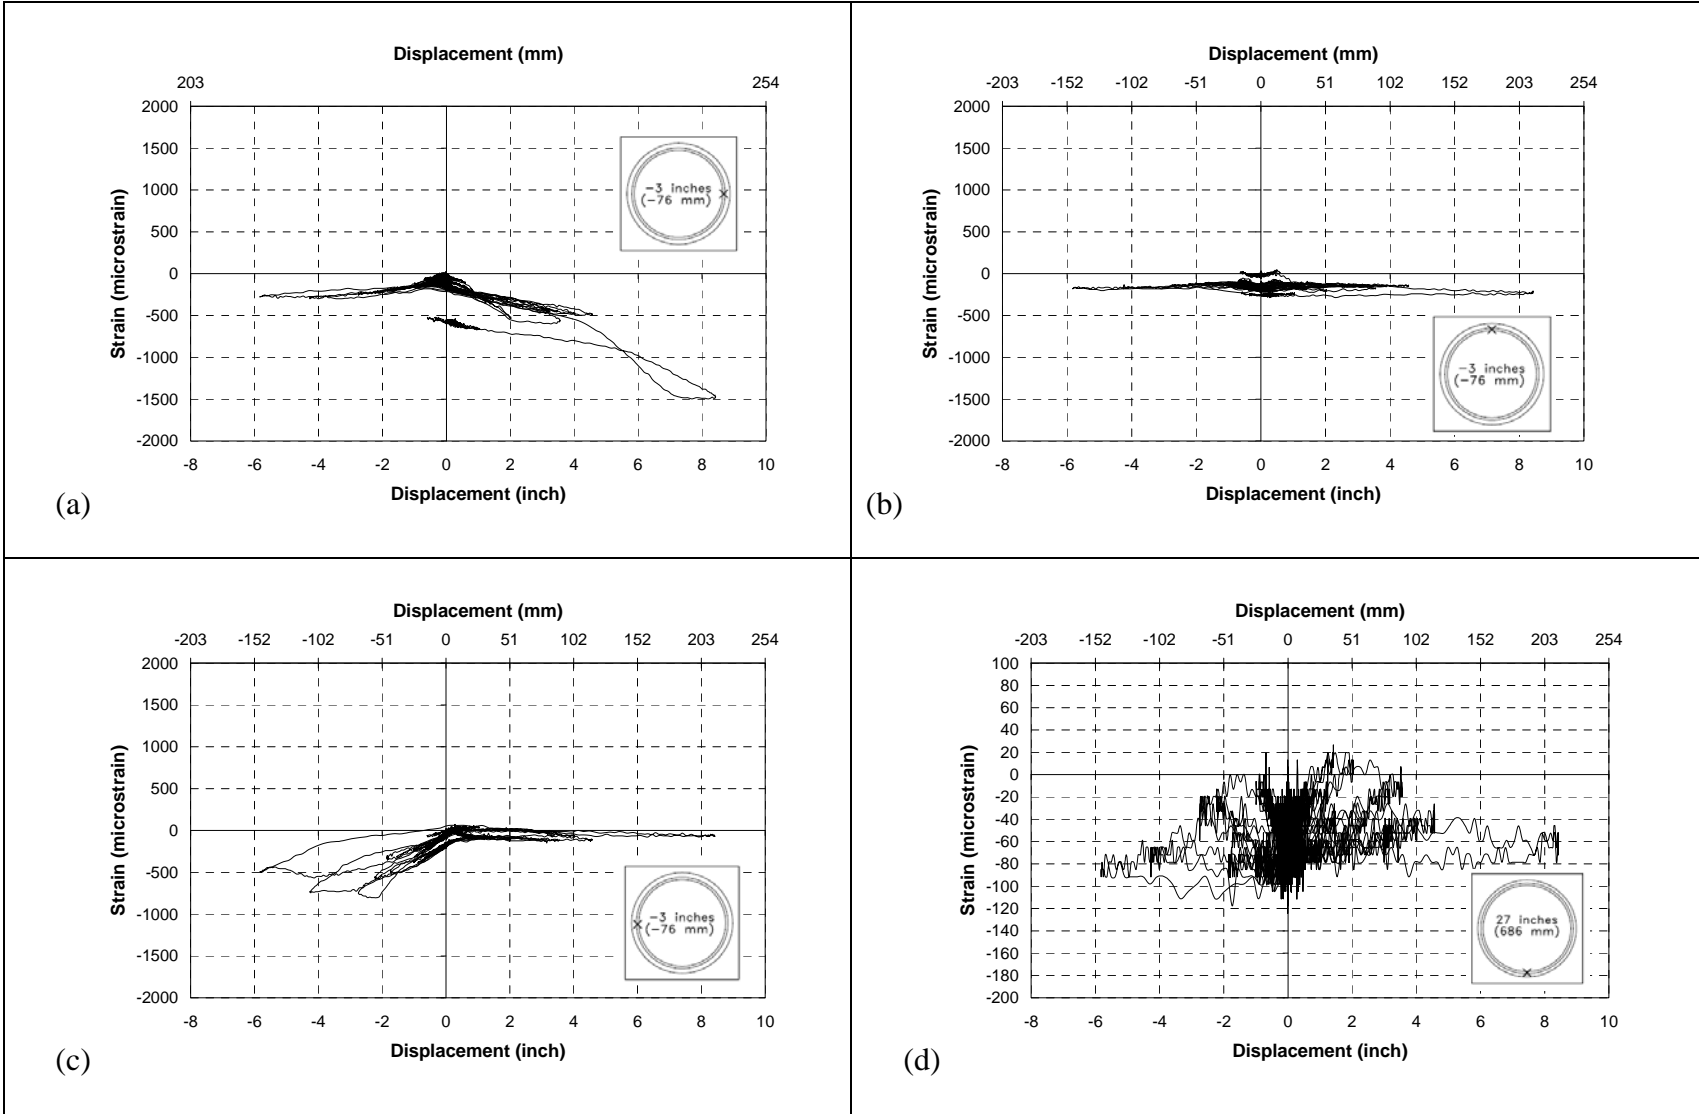 Displacement (mm)
203 254
2000
1500
1000
500
0
-500
-1000
-1500
-2000
Strain (microstrain)
-3 inches
(-76 mm)
-8 -6 -4 -2 0 2 4 6 8 10
Displacement (inch)
(a)
Displacement (mm)
-203 -152 -102 -51 0 51 102 152 203 254
2000
1500
1000
500
0
-500
-1000
-1500
-2000
Strain (microstrain)
-3 inches
(-76 mm)
-8 -6 -4 -2 0 2 4 6 8 10
Displacement (inch)
(b)
Displacement (mm)
-203 -152 -102 -51 0 51 102 152 203 254
2000
1500
1000
500
0
-500
-1000
-1500
-2000
Strain (microstrain)
-3 inches
(-76 mm)
-8 -6 -4 -2 0 2 4 6 8 10
Displacement (inch)
(c)
Displacement (mm)
-203 -152 -102 -51 0 51 102 152 203 254
100
80
60
40
20
0
-20
-40
-60
-80
-100
-120
-140
-160
-180
-200
Strain (microstrain)
27 inches
(686 mm)
-8 -6 -4 -2 0 2 4 6 8 10
Displacement (inch)
(d)